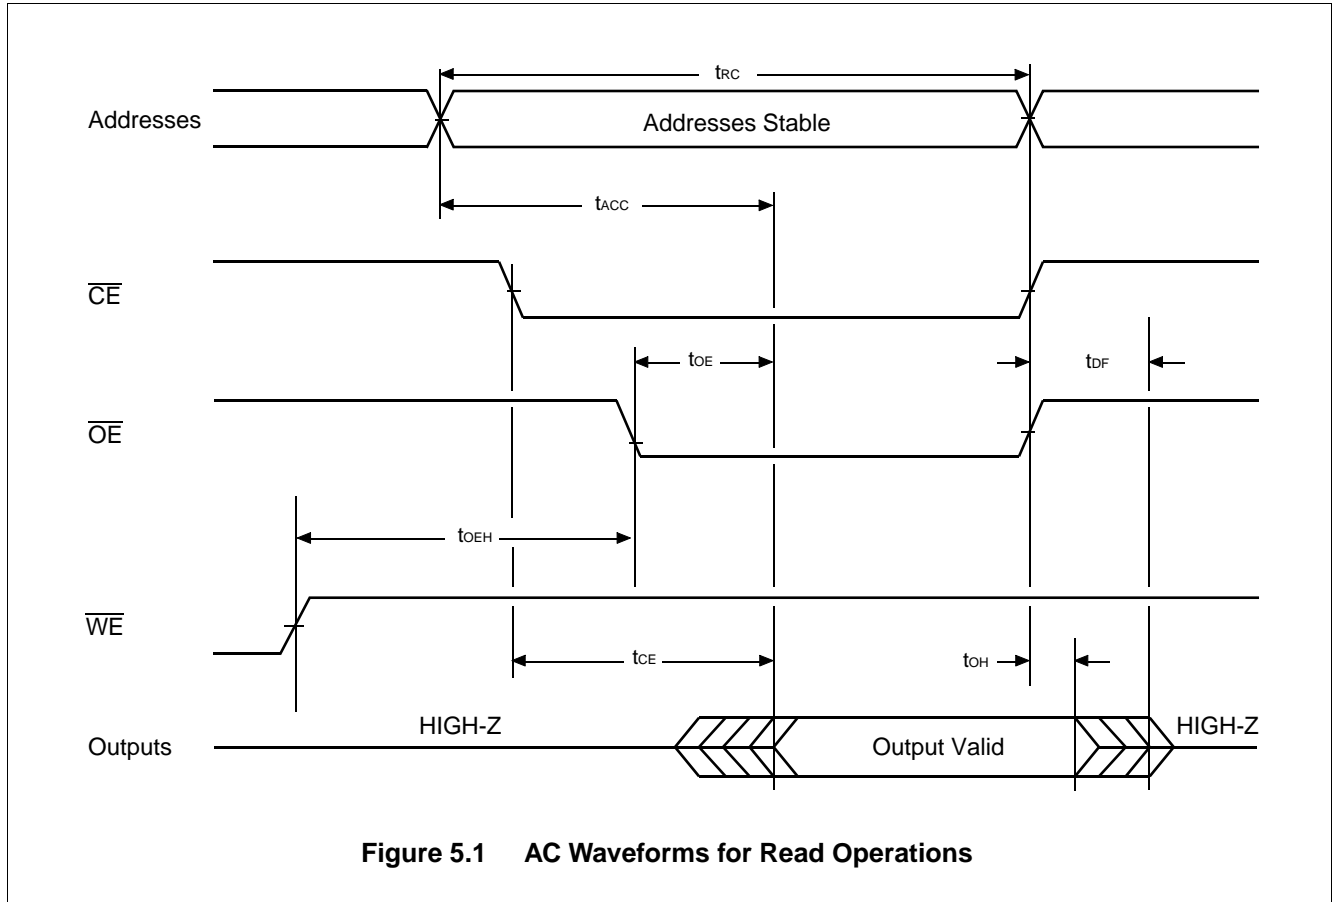 tRC
Addresses
Addresses Stable
tACC
CE
tOE
tDF
OE
tOEH
WE
tCE
tOH
HIGH-Z
HIGH-Z
Outputs
Output Valid
Figure 5.1 AC Waveforms for Read Operations